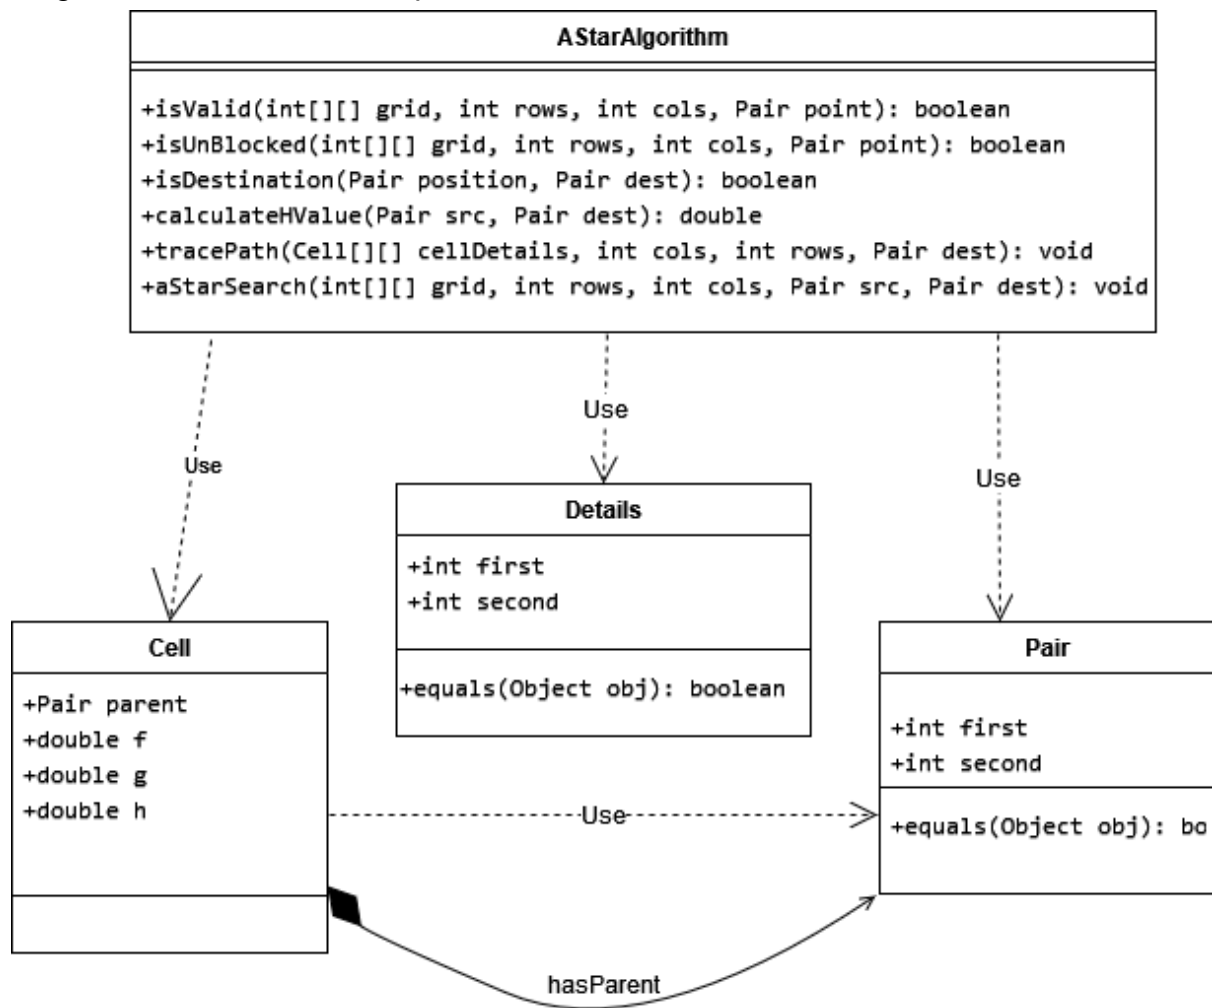 AStarAlgorithm
+isValid(int[][] grid, int rows, int cols, Pair point): boolean
+isUnBlocked(int[][] grid, int rows, int cols, Pair point): boolean
+isDestination(Pair position, Pair dest): boolean
+calculateHValue(Pair src, Pair dest): double
+tracePath(Cell[][] cellDetails, int cols, int rows, Pair dest): void
+aStarSearch(int[][] grid, int rows, int cols, Pair src, Pair dest): void
Use
Use
Use
Details
+int first
+int second
+equals(Object obj): boolean
Cell
+Pair parent
+double f
+double g
+double h
Pair
+int first
+int second
+equals(Object obj): bo
Use
hasParent